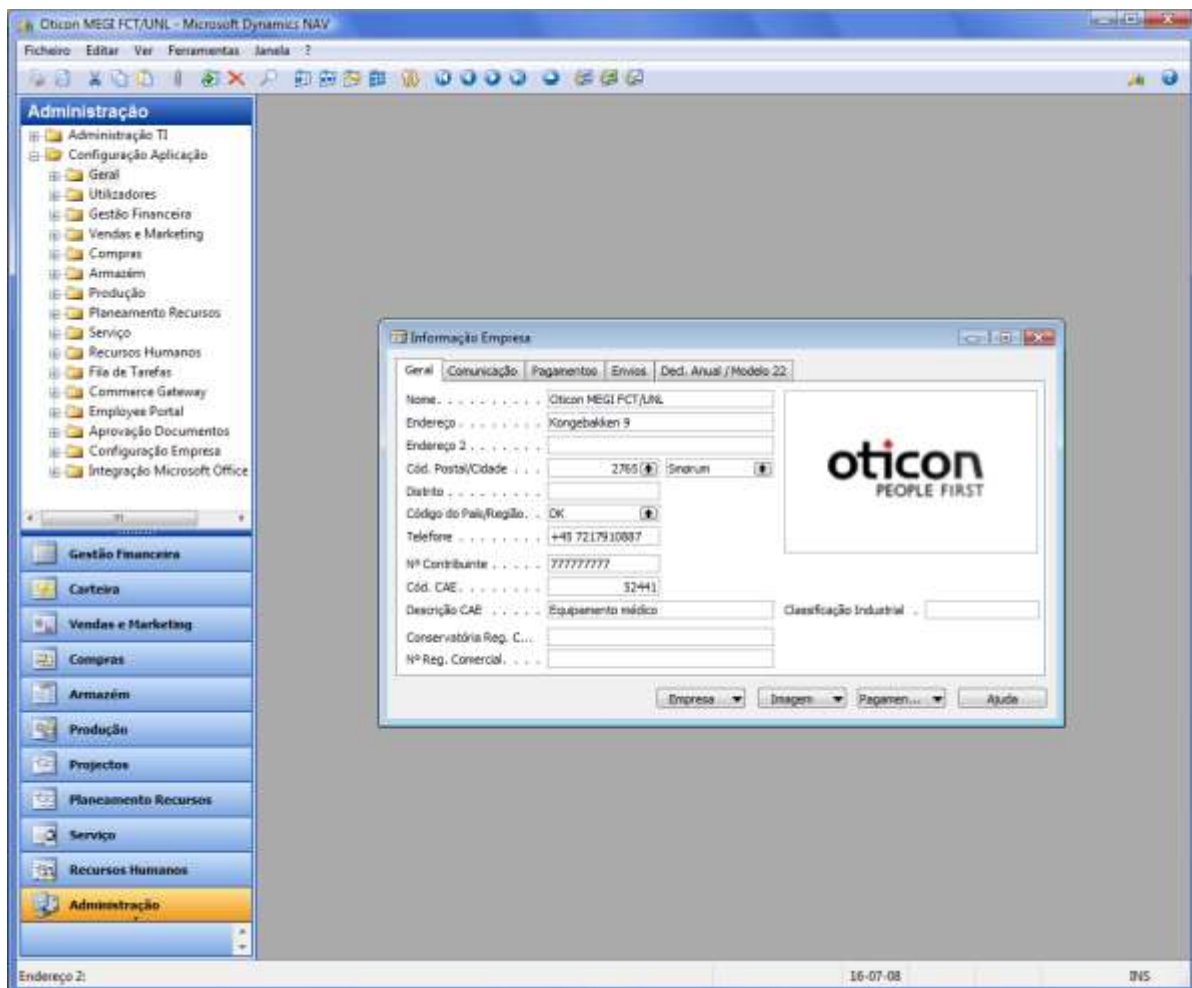 Oticon MEGI FCT/UNL - Microsoft Dynamics NAV
Ficheiro Editar Ver Ferramentas Janela ?
Administração
Administração TI
Configuração Aplicação
Geral
Utilizadores
Gestão Financeira
Vendas e Marketing
Compras
Armazém
Produção
Planeamento Recursos
Serviço
Recursos Humanos
Fila de Tarefas
Commerce Gateway
Employee Portal
Aprovação Documentos
Configuração Empresa
Integração Microsoft Office
Gestão Financeira
Carteira
Vendas e Marketing
Compras
Armazém
Produção
Projectos
Planeamento Recursos
Serviço
Recursos Humanos
Administração
Informação Empresa
Geral Comunicação Pagamentos Envios Decl. Anual / Modelo 22
Nome. . . . . . . . . . Oticon MEGI FCT/UNL
Endereço . . . . . . . . Kongebakken 9
Endereço 2 . . . . . . .
Cód. Postal/Cidade . . . 2765 Smørum
Distrito . . . . . . . . .
Código do País/Região. . DK
Telefone . . . . . . . . +45 7217910887
Nº Contribuinte . . . . . 777777777
Cód. CAE. . . . . . . . 52441
Descrição CAE . . . . . Equipamento médico Classificação Industrial .
Conservatória Reg. C...
Nº Reg. Comercial. . . .
oticon
PEOPLE FIRST
Empresa Imagem Pagamen... Ajuda
Endereço 2: 16-07-08 INS